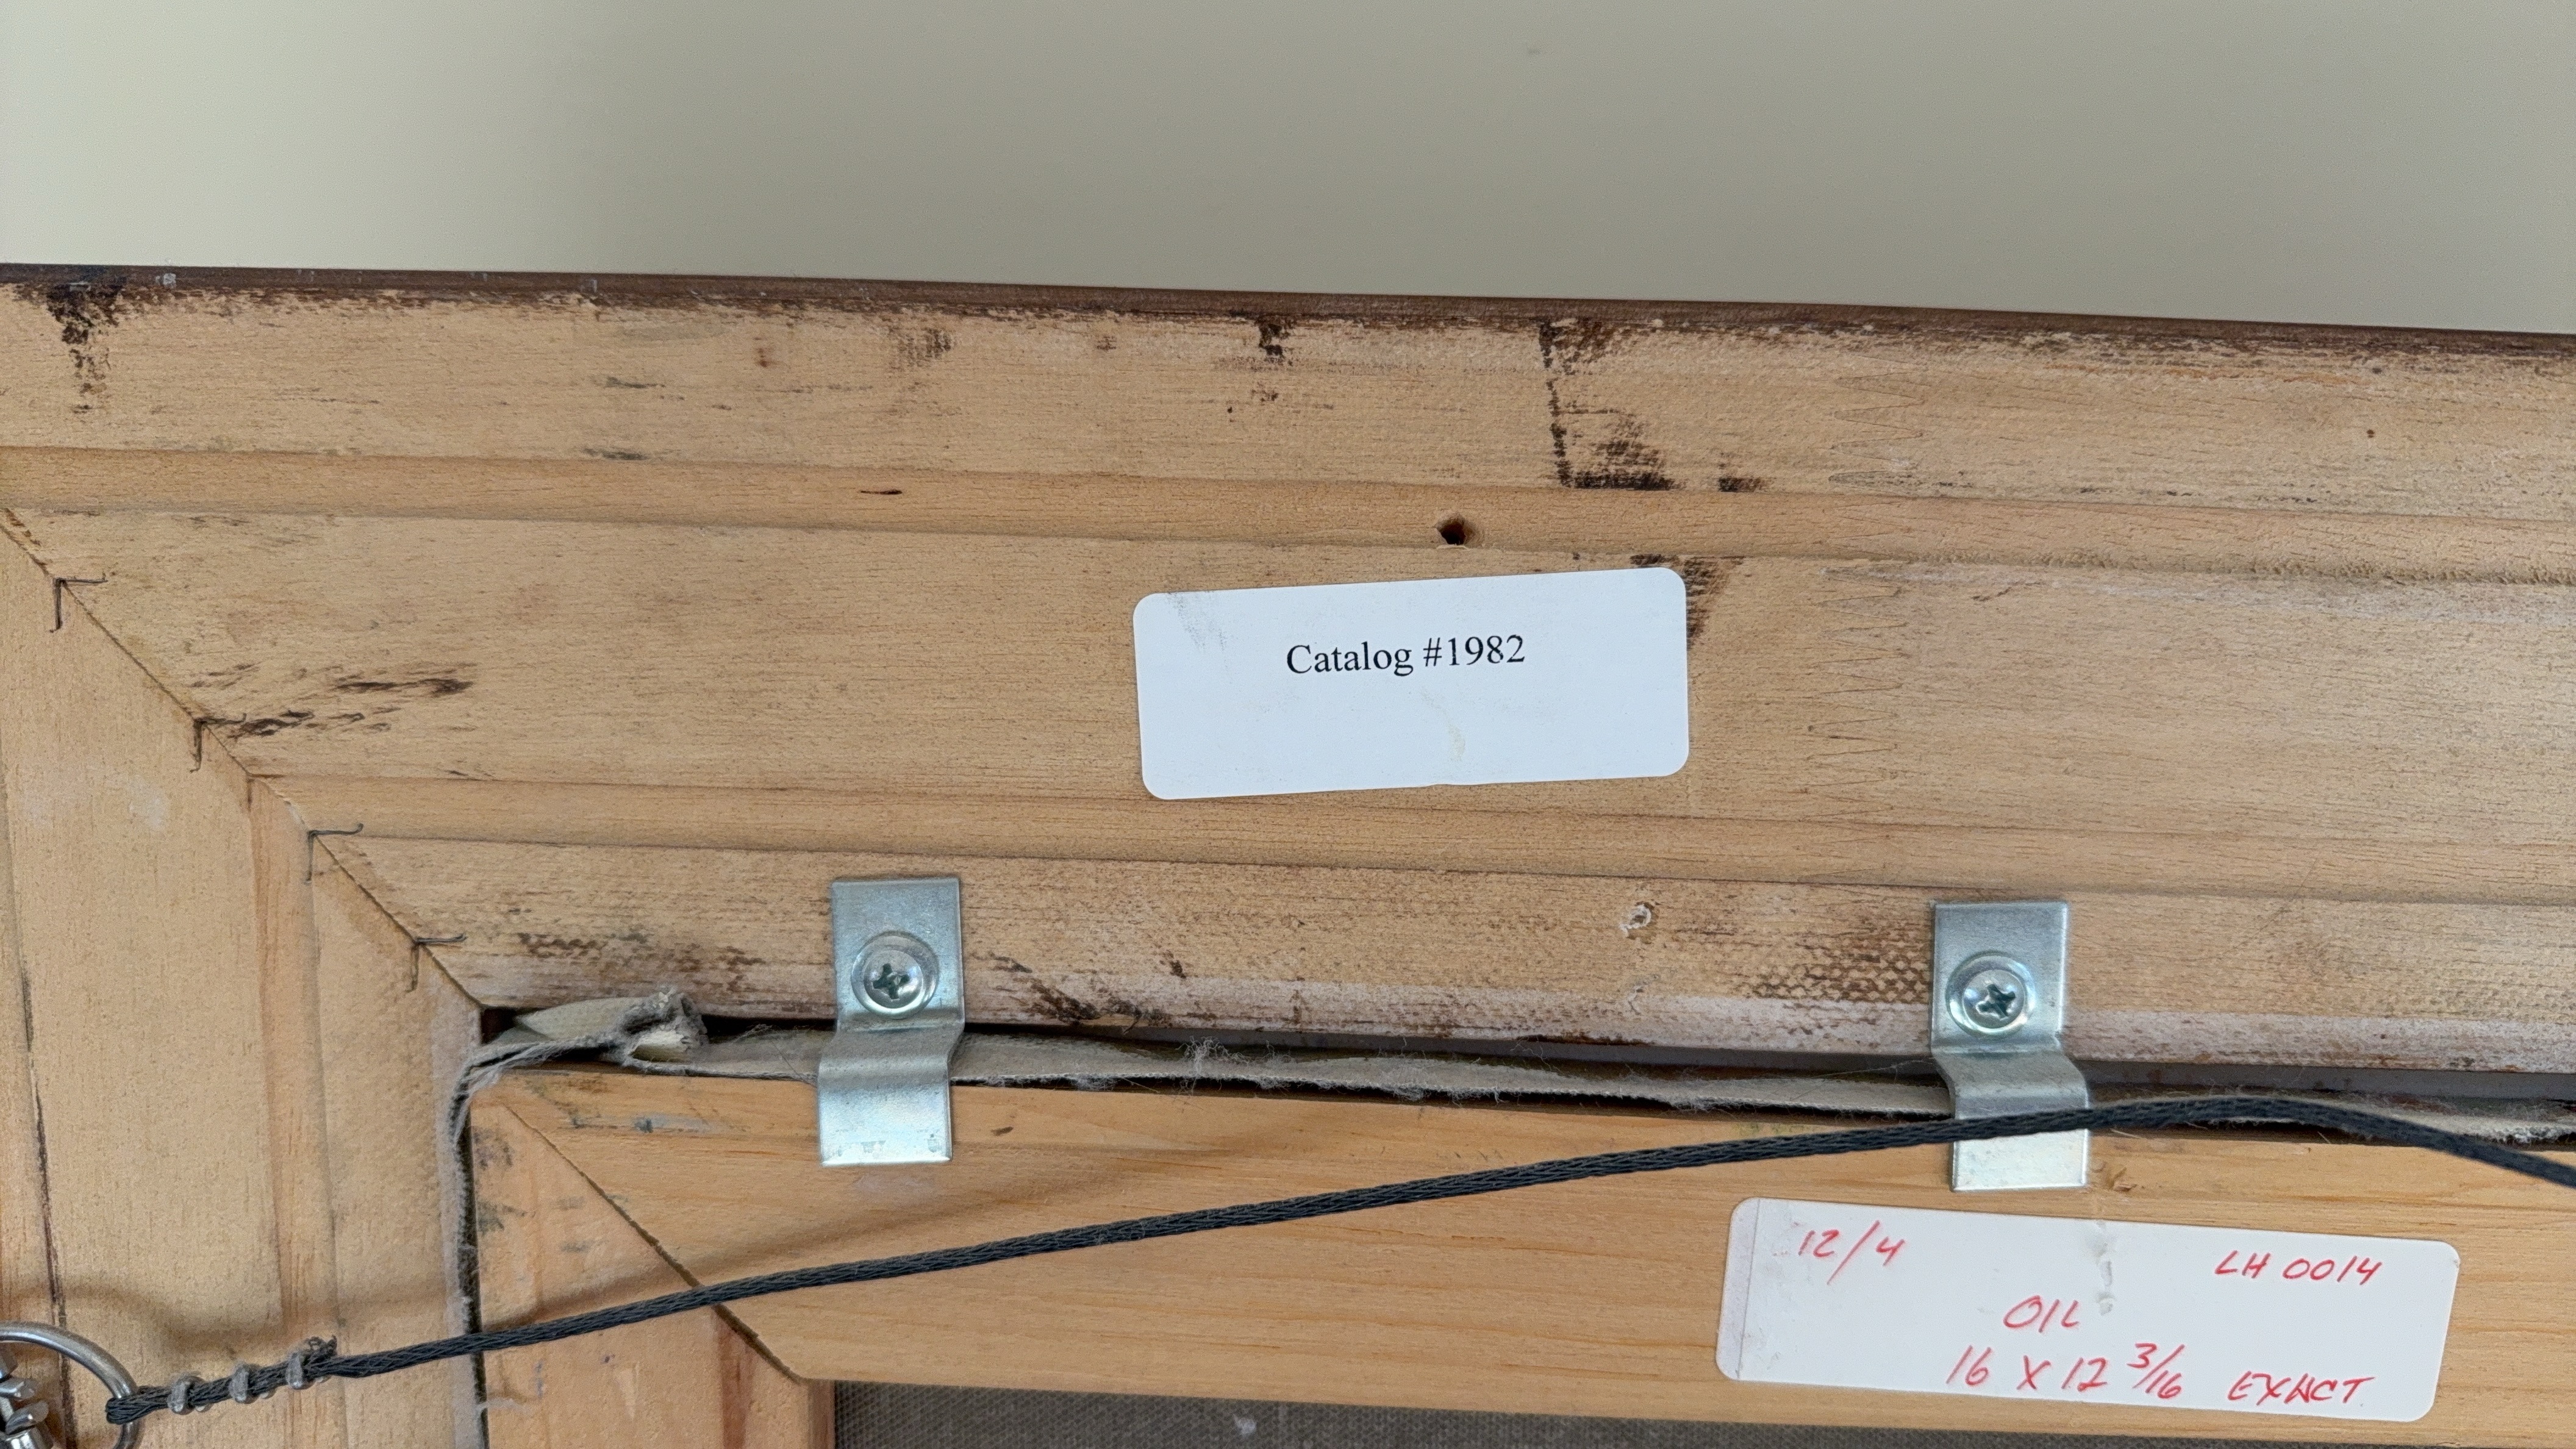 Catalog #1982
12/4 LH 0014
OIL
16 X 12 3/16 EXACT